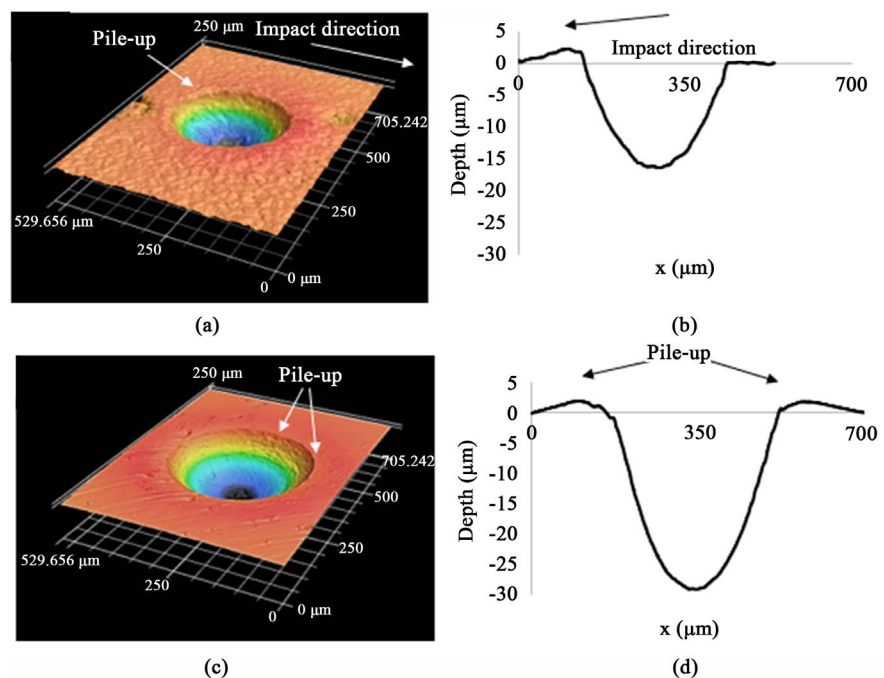 250 μm
Impact direction
Pile-up
705.242
500
250
529.656 μm
250
0
0 μm
(a)
5
0
-5
-10
-15
-20
-25
-30
Depth (μm)
Impact direction
0
350
700
x (μm)
(b)
250 μm
Pile-up
705.242
500
250
529.656 μm
250
0
0 μm
(c)
Pile-up
5
0
-5
-10
-15
-20
-25
-30
Depth (μm)
0
350
700
x (μm)
(d)